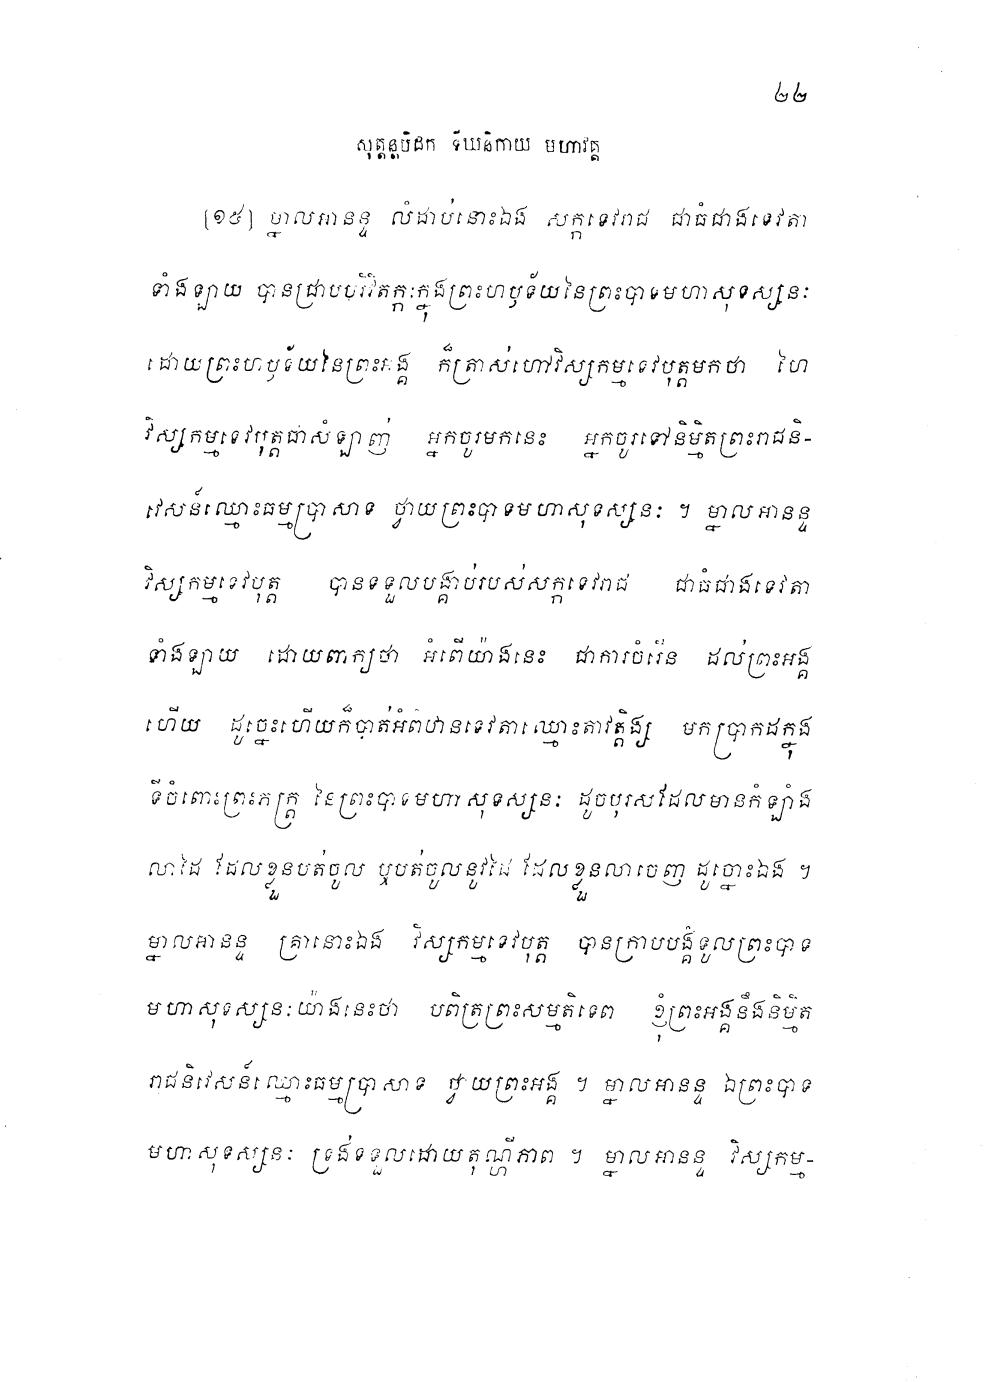 ២២
សុត្តន្តបិដក ទីឃនិកាយ មហាវគ្គ
[១៥] ម្នាលអានន្ទ លំដាប់នោះឯង សក្កទេវរាជ ជាធំជាងទេវតា
ទាំងឡាយ បានជ្រាបបរិវិតក្កៈក្នុងព្រះហឫទ័យនៃព្រះបាទមហាសុទស្សនៈ
ដោយព្រះហឫទ័យនៃព្រះអង្គ ក៏ត្រាស់ហៅវិស្សកម្មទេវបុត្តមកថា ហៃ
វិស្សកម្មទេវបុត្តជាសំឡាញ់ អ្នកចូរមកនេះ អ្នកចូរទៅនិម្មិតព្រះរាជនិ-
វេសន៍ឈ្មោះធម្មប្រាសាទ ថ្វាយព្រះបាទមហាសុទស្សនៈ ។ ម្នាលអានន្ទ
វិស្សកម្មទេវបុត្ត បានទទួលបង្គាប់របស់សក្កទេវរាជ ជាធំជាងទេវតា
ទាំងឡាយ ដោយពាក្យថា អំពើយ៉ាងនេះ ជាការចំរើន ដល់ព្រះអង្គ
ហើយ ដូច្នេះហើយក៏បាត់អំពីឋានទេវតាឈ្មោះតាវត្តិង្ស មកប្រាកដក្នុង
ទីចំពោះព្រះភក្ត្រ នៃព្រះបាទមហាសុទស្សនៈ ដូចបុរសដែលមានកំឡាំង
លាដៃ ដែលខ្លួនបត់ចូល ឬបត់ចូលនូវដៃ ដែលខ្លួនលាចេញ ដូច្នោះឯង ។
ម្នាលអានន្ទ គ្រានោះឯង វិស្សកម្មទេវបុត្ត បានក្រាបបង្គំទូលព្រះបាទ
មហាសុទស្សនៈយ៉ាងនេះថា បពិត្រព្រះសម្មតិទេព ខ្ញុំព្រះអង្គនឹងនិម្មិត
រាជនិវេសន៍ឈ្មោះធម្មប្រាសាទ ថ្វាយព្រះអង្គ ។ ម្នាលអានន្ទ ឯព្រះបាទ
មហាសុទស្សនៈ ទ្រង់ទទួលដោយតុណ្ហីភាព ។ ម្នាលអានន្ទ វិស្សកម្ម-